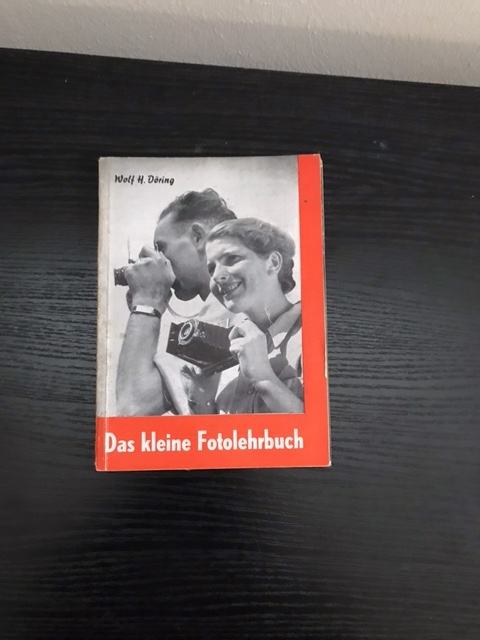 Wolf H. Döring
Das kleine Fotolehrbuch